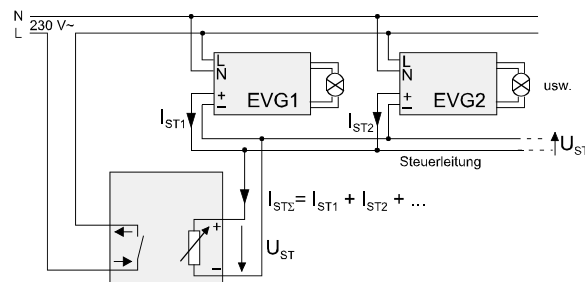 N
230 V~
L
L
N
+
−
EVG1
L
N
+
−
EVG2
usw.
I_ST1
I_ST2
U_ST
Steuerleitung
I_STΣ = I_ST1 + I_ST2 + ...
+
U_ST
−